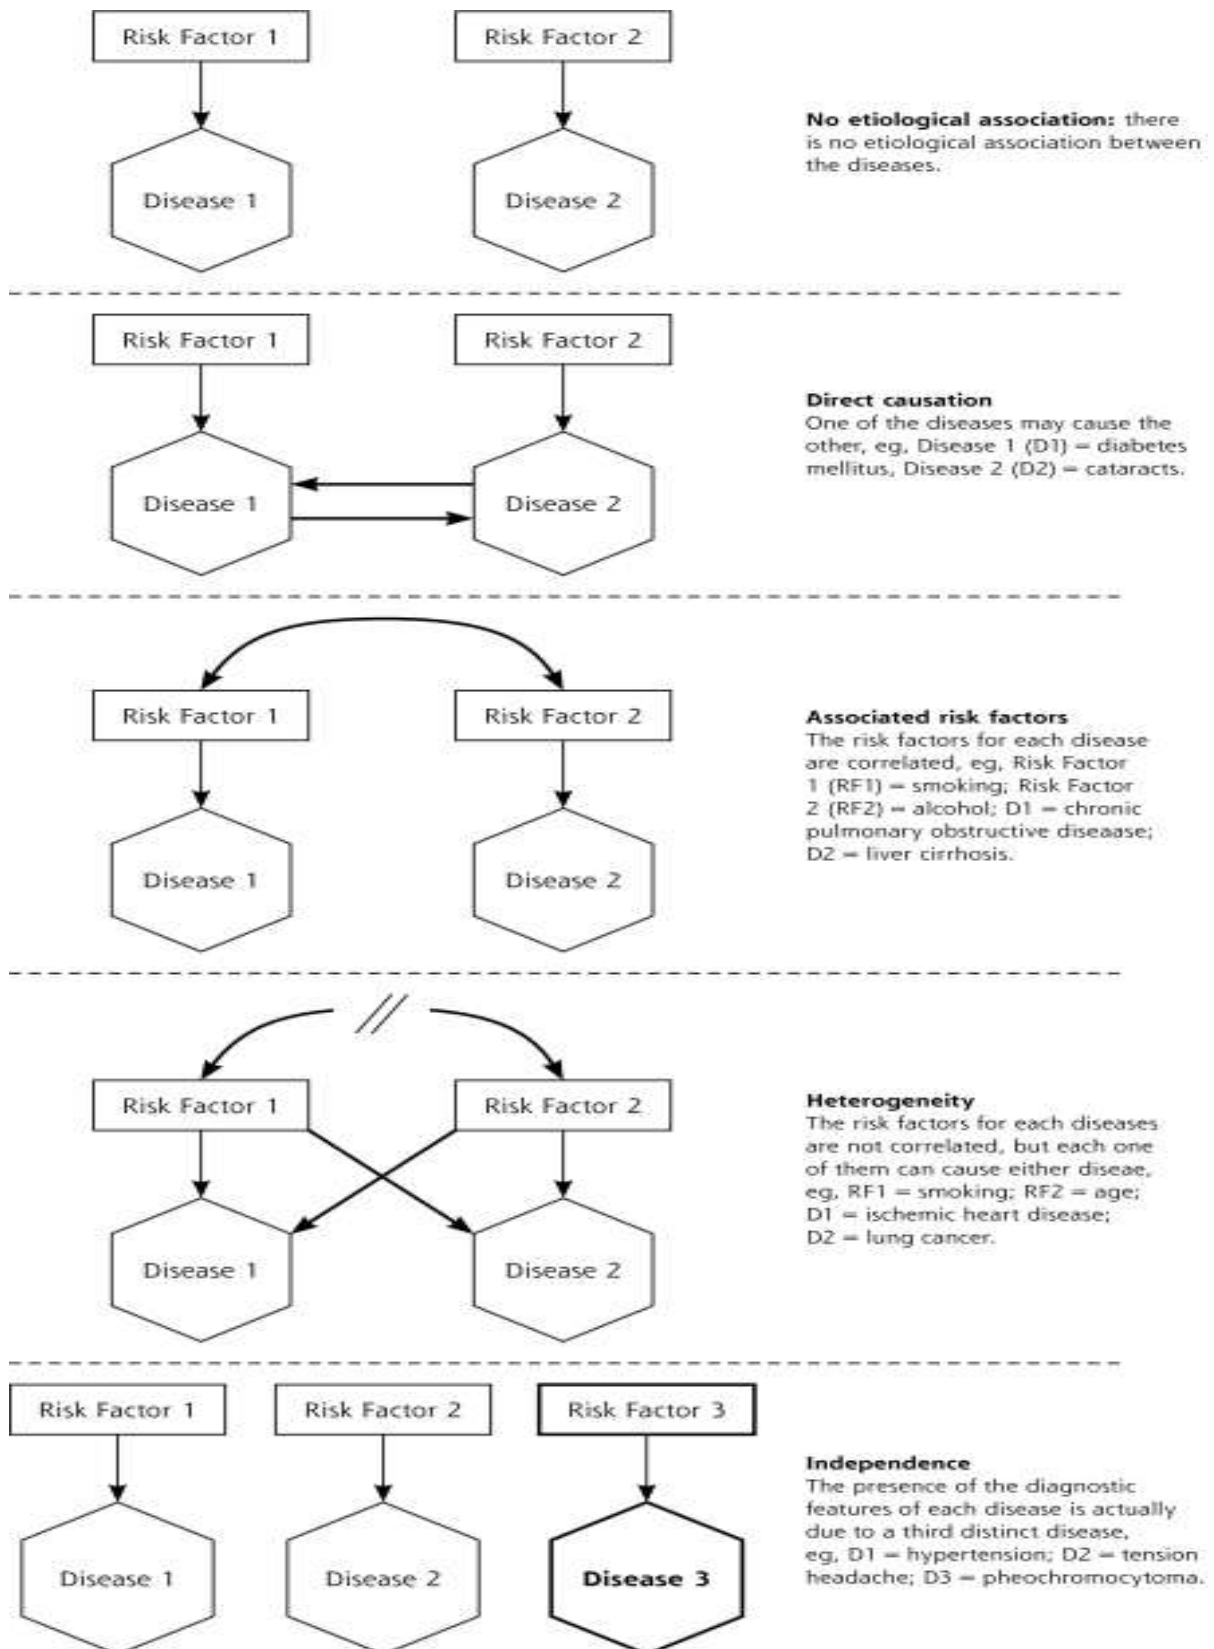 Risk Factor 1
Risk Factor 2
No etiological association: there
is no etiological association between
the diseases.
Disease 1
Disease 2
Risk Factor 1
Risk Factor 2
Direct causation
One of the diseases may cause the
other, eg, Disease 1 (D1) = diabetes
mellitus, Disease 2 (D2) = cataracts.
Disease 1
Disease 2
Risk Factor 1
Risk Factor 2
Associated risk factors
The risk factors for each disease
are correlated, eg, Risk Factor
1 (RF1) = smoking; Risk Factor
2 (RF2) = alcohol; D1 = chronic
pulmonary obstructive diseaase;
D2 = liver cirrhosis.
Disease 1
Disease 2
Risk Factor 1
Risk Factor 2
Heterogeneity
The risk factors for each diseases
are not correlated, but each one
of them can cause either diseae,
eg, RF1 = smoking; RF2 = age;
D1 = ischemic heart disease;
D2 = lung cancer.
Disease 1
Disease 2
Risk Factor 1
Risk Factor 2
Risk Factor 3
Independence
The presence of the diagnostic
features of each disease is actually
due to a third distinct disease,
eg, D1 = hypertension; D2 = tension
headache; D3 = pheochromocytoma.
Disease 1
Disease 2
Disease 3